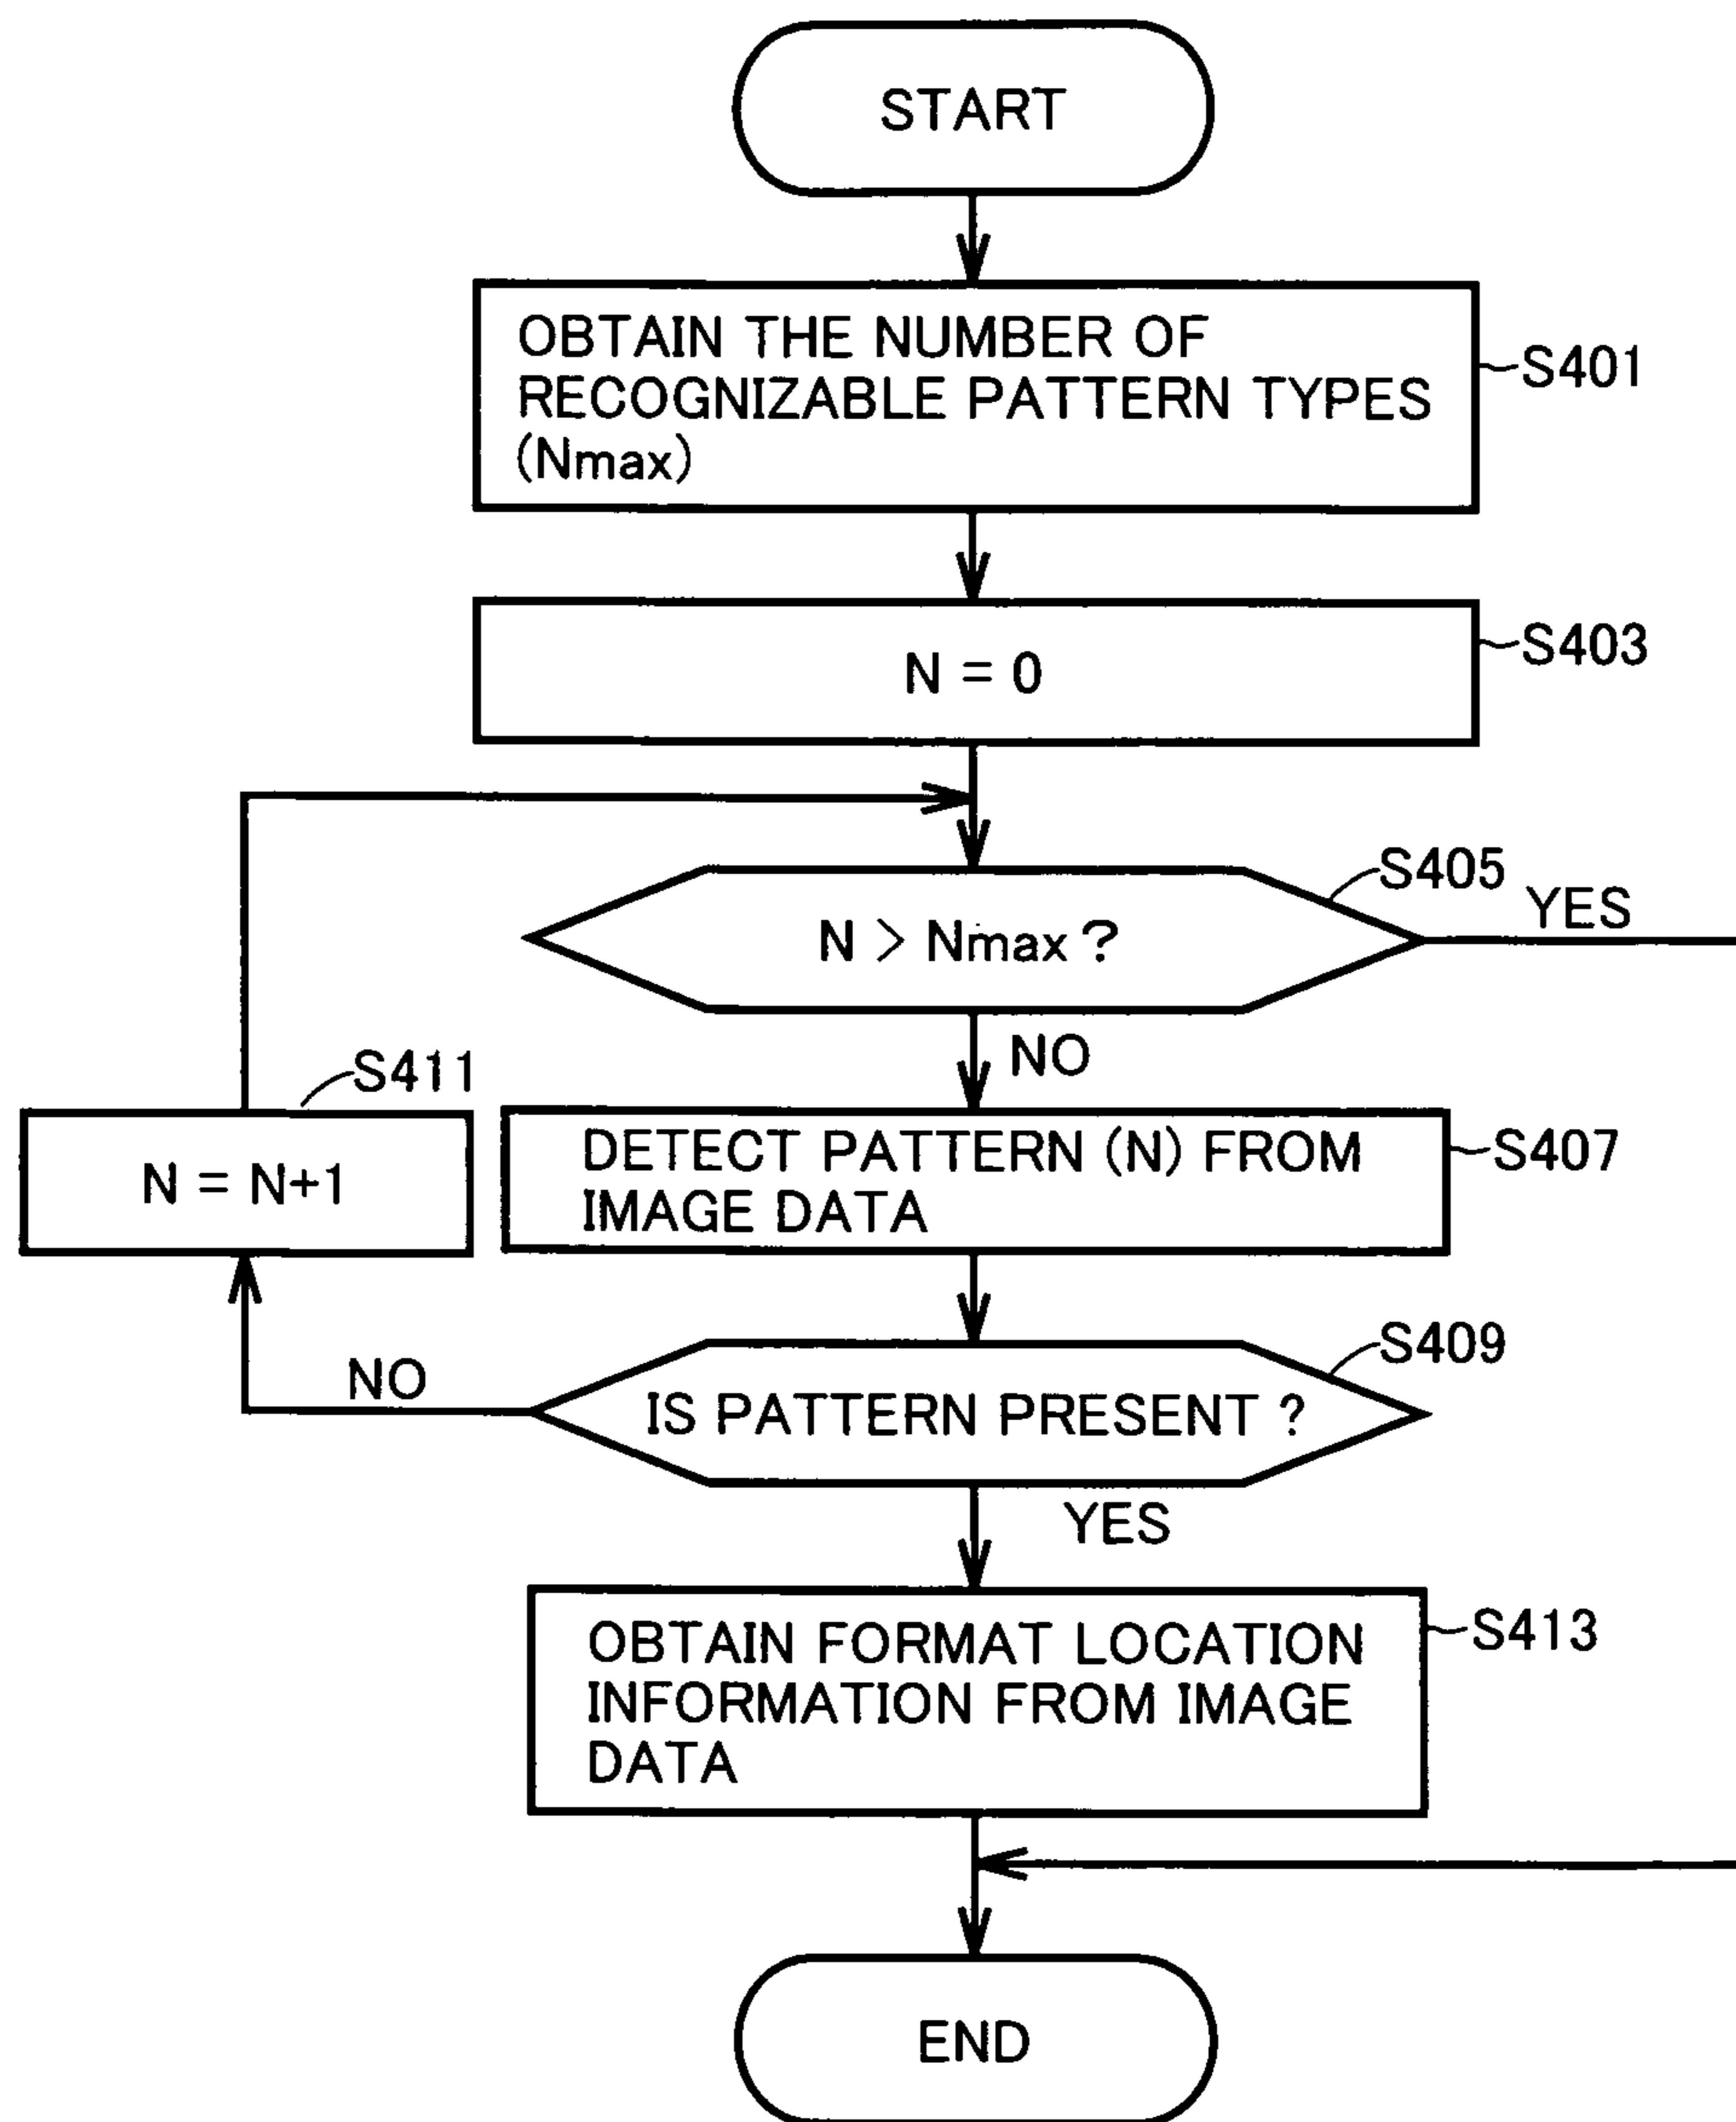 START
OBTAIN THE NUMBER OF
RECOGNIZABLE PATTERN TYPES
(Nmax)
S401
N = 0
S403
N > Nmax ?
S405
YES
NO
S411
N = N+1
DETECT PATTERN (N) FROM
IMAGE DATA
S407
IS PATTERN PRESENT ?
S409
NO
YES
OBTAIN FORMAT LOCATION
INFORMATION FROM IMAGE
DATA
S413
END